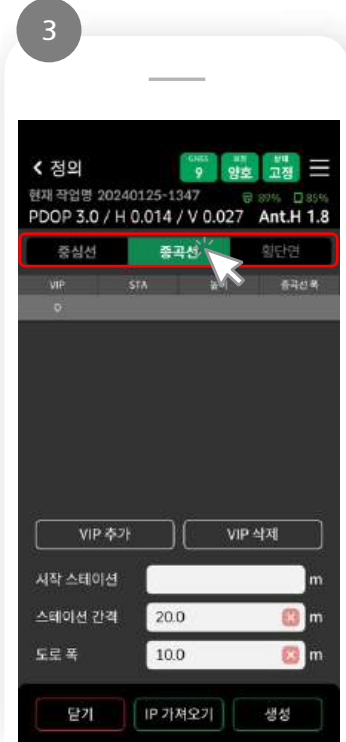 3
< 정의
GNSS 9 보정 양호 상태 고정
현재 작업명 20240125-1347 89% 85%
PDOP 3.0 / H 0.014 / V 0.027 Ant.H 1.8
중심선 종곡선 횡단면
VIP STA 높이 종곡선 폭
0
VIP 추가 VIP 삭제
시작 스테이션 m
스테이션 간격 20.0 m
도로 폭 10.0 m
닫기 IP 가져오기 생성